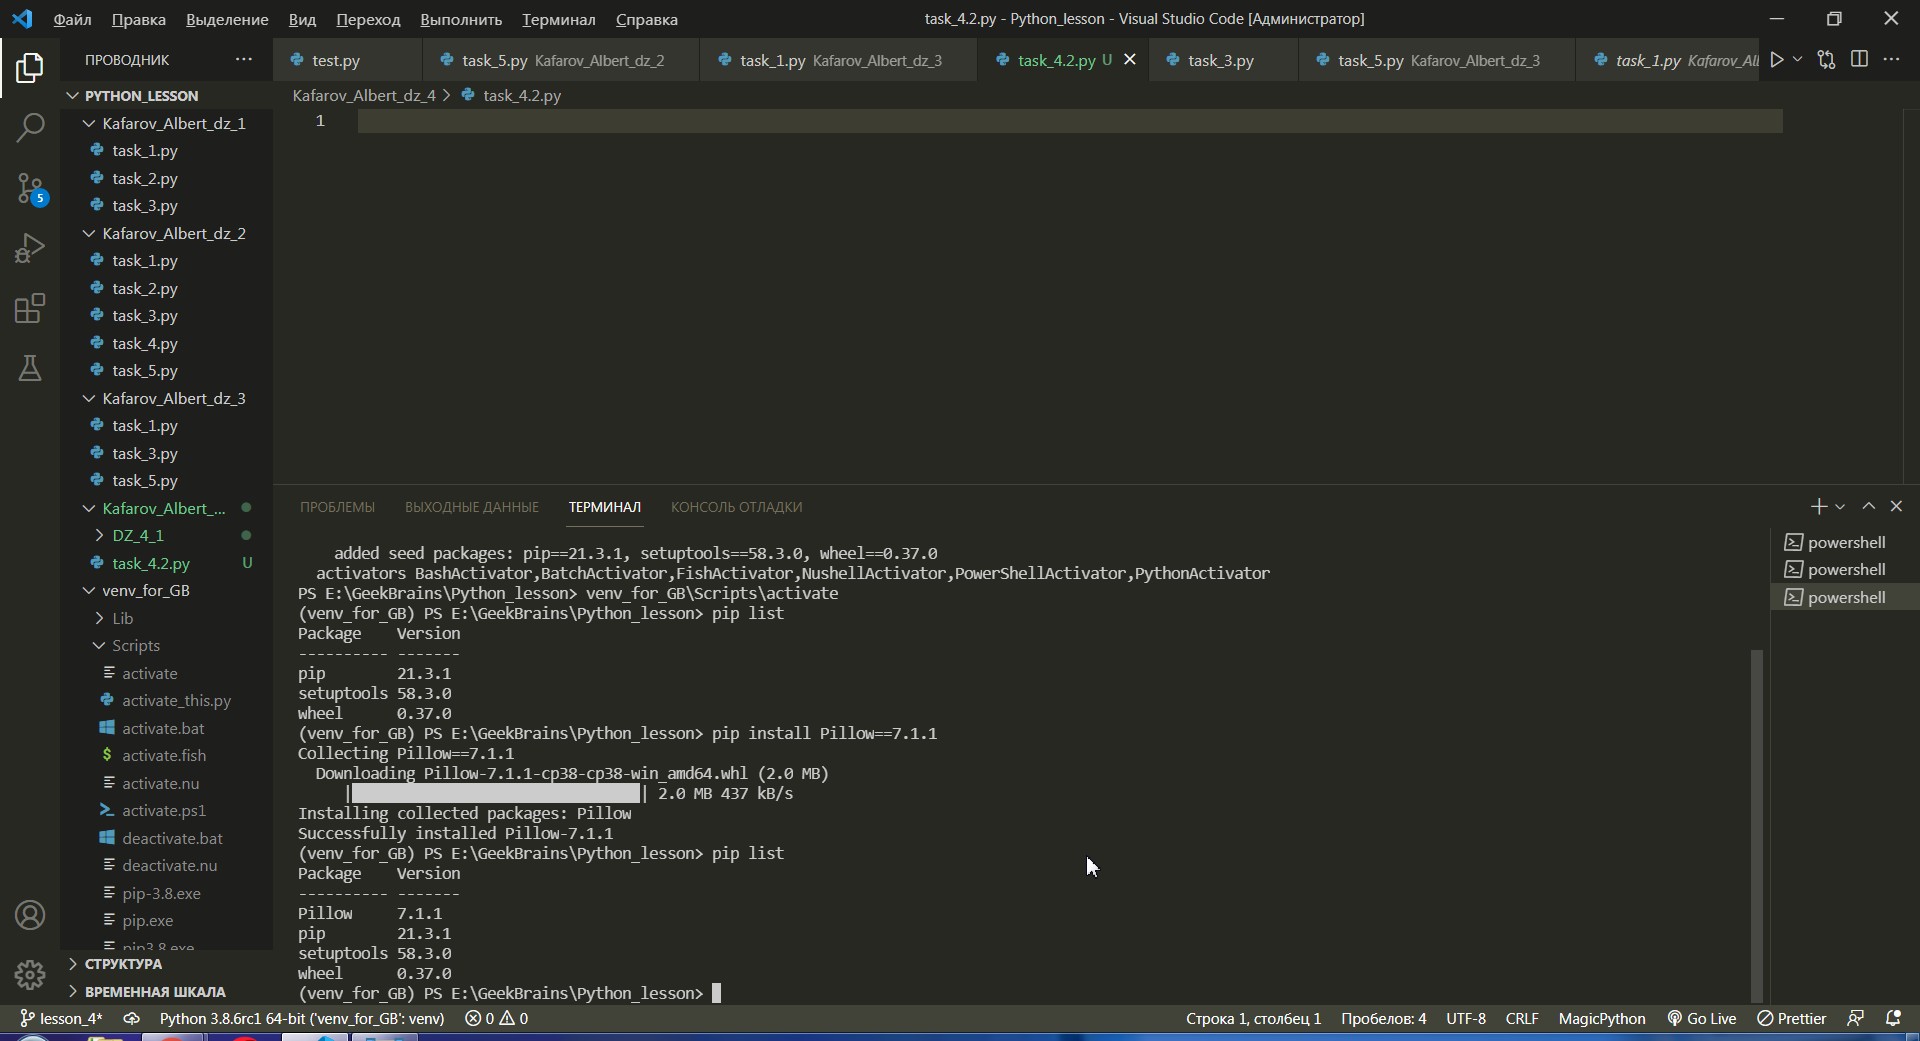 Файл Правка Выделение Вид Переход Выполнить Терминал Справка
task_4.2.py - Python_lesson - Visual Studio Code [Администратор]
ПРОВОДНИК
test.py
task_5.py Kafarov_Albert_dz_2
task_1.py Kafarov_Albert_dz_3
task_4.2.py U
task_3.py
task_5.py Kafarov_Albert_dz_3
task_1.py Kafarov_Al
PYTHON_LESSON
Kafarov_Albert_dz_1
task_1.py
task_2.py
task_3.py
Kafarov_Albert_dz_2
task_1.py
task_2.py
task_3.py
task_4.py
task_5.py
Kafarov_Albert_dz_3
task_1.py
task_3.py
task_5.py
Kafarov_Albert_...
DZ_4_1
task_4.2.py U
venv_for_GB
Lib
Scripts
activate
activate_this.py
activate.bat
activate.fish
activate.nu
activate.ps1
deactivate.bat
deactivate.nu
pip-3.8.exe
pip.exe
pip3.8.exe
СТРУКТУРА
ВРЕМЕННАЯ ШКАЛА
5
Kafarov_Albert_dz_4 > task_4.2.py
1
ПРОБЛЕМЫ ВЫХОДНЫЕ ДАННЫЕ ТЕРМИНАЛ КОНСОЛЬ ОТЛАДКИ
added seed packages: pip==21.3.1, setuptools==58.3.0, wheel==0.37.0
activators BashActivator,BatchActivator,FishActivator,NushellActivator,PowerShellActivator,PythonActivator
PS E:\GeekBrains\Python_lesson> venv_for_GB\Scripts\activate
(venv_for_GB) PS E:\GeekBrains\Python_lesson> pip list
Package    Version
---------- -------
pip        21.3.1
setuptools 58.3.0
wheel      0.37.0
(venv_for_GB) PS E:\GeekBrains\Python_lesson> pip install Pillow==7.1.1
Collecting Pillow==7.1.1
Downloading Pillow-7.1.1-cp38-cp38-win_amd64.whl (2.0 MB)
| | 2.0 MB 437 kB/s
Installing collected packages: Pillow
Successfully installed Pillow-7.1.1
(venv_for_GB) PS E:\GeekBrains\Python_lesson> pip list
Package    Version
---------- -------
Pillow     7.1.1
pip        21.3.1
setuptools 58.3.0
wheel      0.37.0
(venv_for_GB) PS E:\GeekBrains\Python_lesson>
powershell
powershell
powershell
lesson_4* Python 3.8.6rc1 64-bit ('venv_for_GB': venv) 0 0
Строка 1, столбец 1 Пробелов: 4 UTF-8 CRLF MagicPython Go Live Prettier